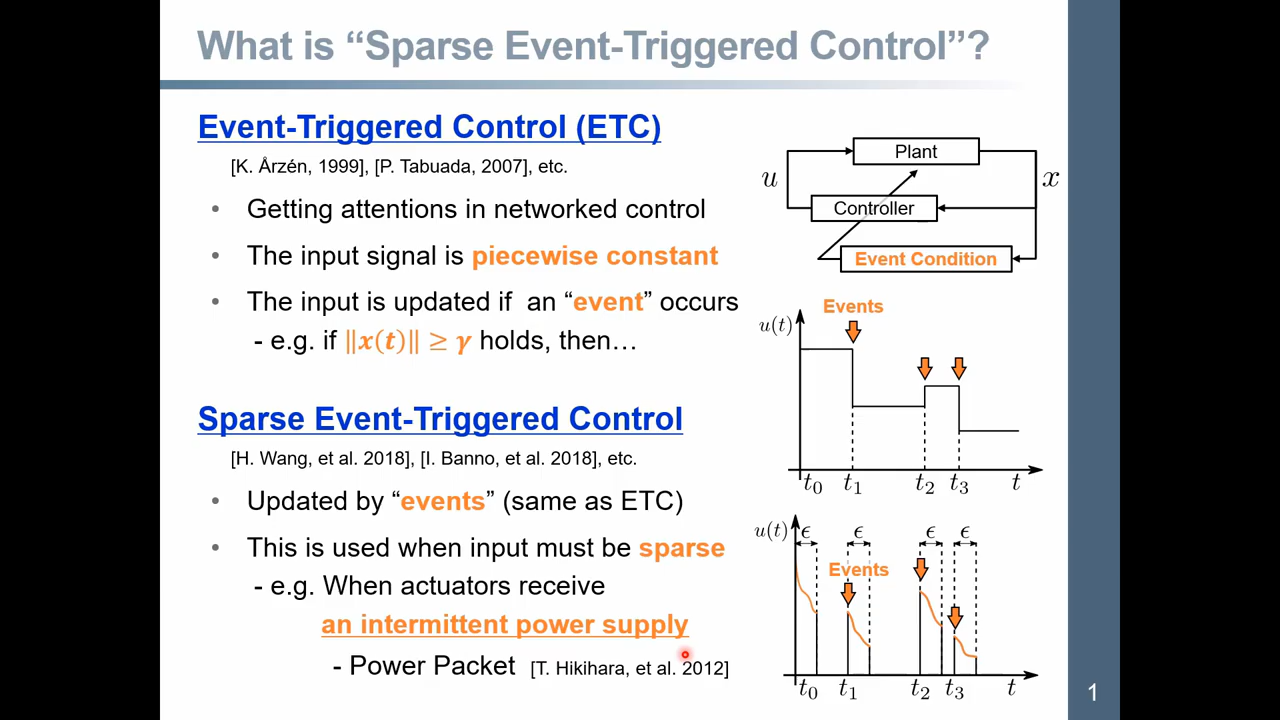 What is “Sparse Event-Triggered Control”?
Event-Triggered Control (ETC)
[K. Årzén, 1999], [P. Tabuada, 2007], etc.
• Getting attentions in networked control
• The input signal is piecewise constant
• The input is updated if an “event” occurs
- e.g. if ‖x(t)‖ ≥ γ holds, then…
Sparse Event-Triggered Control
[H. Wang, et al. 2018], [I. Banno, et al. 2018], etc.
• Updated by “events” (same as ETC)
• This is used when input must be sparse
- e.g. When actuators receive
an intermittent power supply
- Power Packet [T. Hikihara, et al. 2012]
Plant
u
x
Controller
Event Condition
Events
u(t)
t₀ t₁ t₂ t₃ t
u(t) ϵ ϵ ϵ ϵ
Events
t₀ t₁ t₂ t₃ t
1